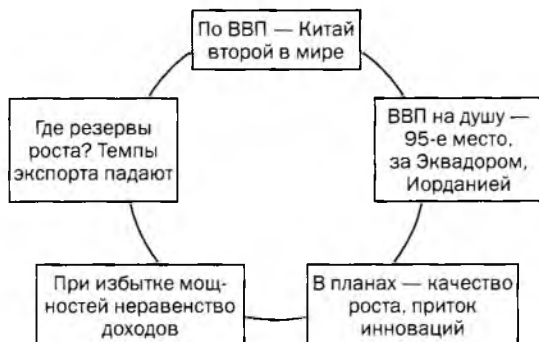 По ВВП — Китай
второй в мире
ВВП на душу —
95-е место,
за Эквадором,
Иорданией
В планах — качество
роста, приток
инноваций
При избытке мощ-
ностей неравенство
доходов
Где резервы
роста? Темпы
экспорта падают